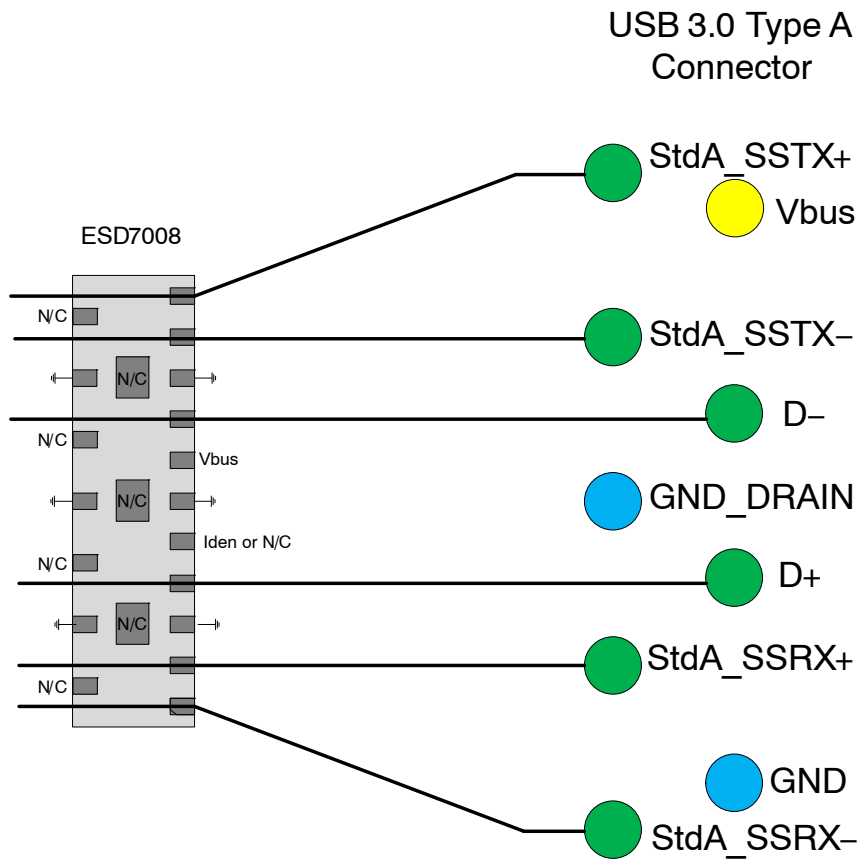 USB 3.0 Type A
Connector
StdA_SSTX+
Vbus
ESD7008
N/C
StdA_SSTX–
N/C
D–
N/C
Vbus
N/C
GND_DRAIN
Iden or N/C
N/C
D+
N/C
StdA_SSRX+
N/C
GND
StdA_SSRX–